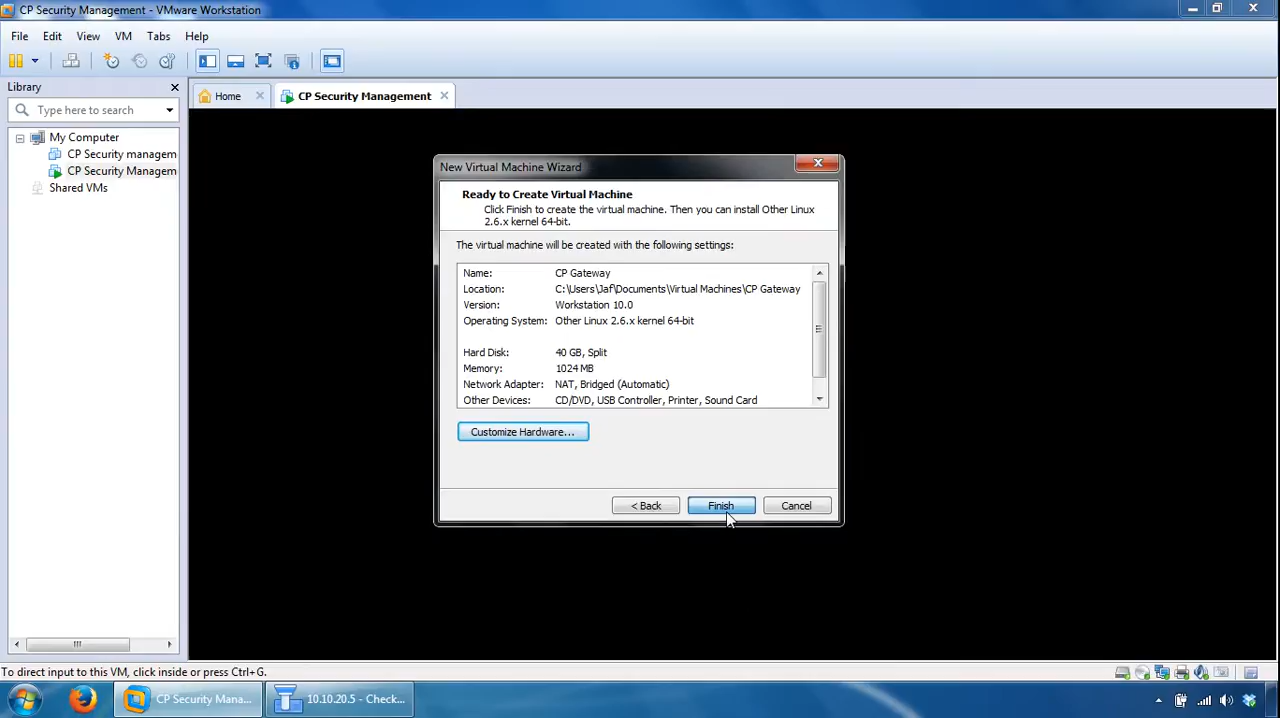 CP Security Management - VMware Workstation
File Edit View VM Tabs Help
Library
Type here to search
Home
CP Security Management
My Computer
CP Security managem
CP Security Managem
Shared VMs
New Virtual Machine Wizard
Ready to Create Virtual Machine
Click Finish to create the virtual machine. Then you can install Other Linux
2.6.x kernel 64-bit.
The virtual machine will be created with the following settings:
Name: CP Gateway
Location: C:\Users\Jaf\Documents\Virtual Machines\CP Gateway
Version: Workstation 10.0
Operating System: Other Linux 2.6.x kernel 64-bit
Hard Disk: 40 GB, Split
Memory: 1024 MB
Network Adapter: NAT, Bridged (Automatic)
Other Devices: CD/DVD, USB Controller, Printer, Sound Card
Customize Hardware...
< Back Finish Cancel
To direct input to this VM, click inside or press Ctrl+G.
CP Security Mana... 10.10.20.5 - Check...